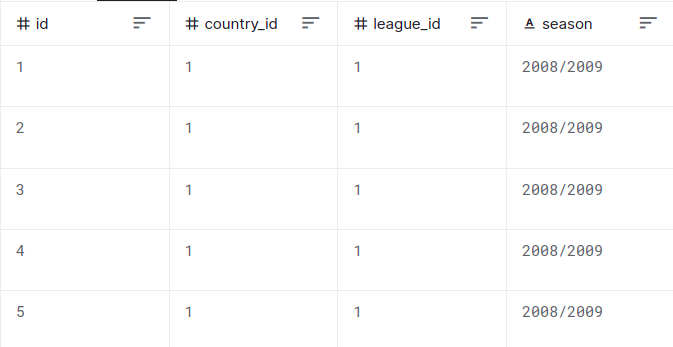 # id # country_id # league_id A season
1 1 1 2008/2009
2 1 1 2008/2009
3 1 1 2008/2009
4 1 1 2008/2009
5 1 1 2008/2009